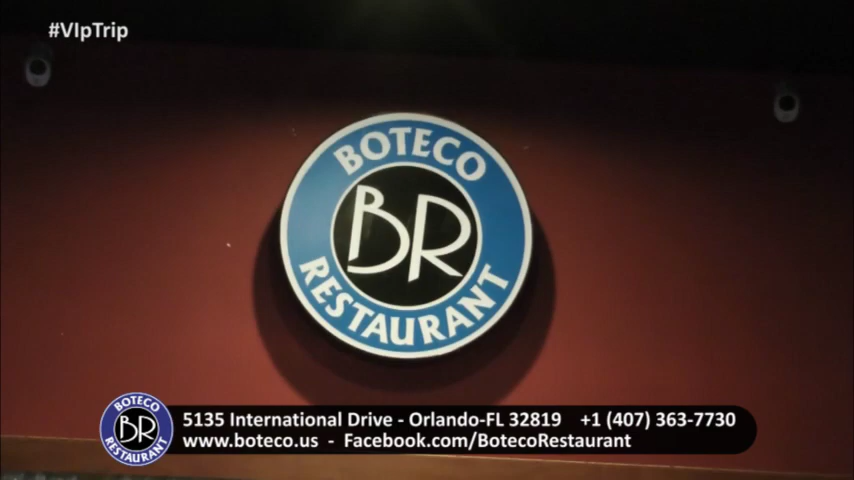 #VIpTrip
BOTECO
BR
RESTAURANT
BOTECO
BR
RESTAURANT
5135 International Drive - Orlando-FL 32819 +1 (407) 363-7730
www.boteco.us - Facebook.com/BotecoRestaurant